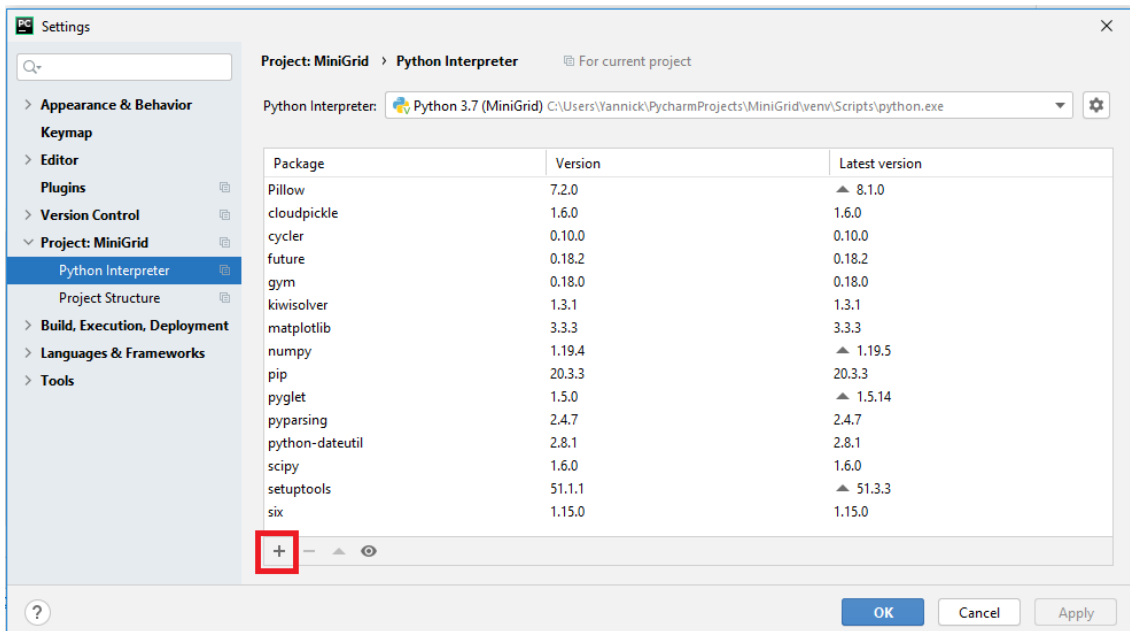 PC Settings
Project: MiniGrid > Python Interpreter For current project
Appearance & Behavior
Keymap
Editor
Plugins
Version Control
Project: MiniGrid
Python Interpreter
Project Structure
Build, Execution, Deployment
Languages & Frameworks
Tools
Python Interpreter: Python 3.7 (MiniGrid) C:\Users\Yannick\PycharmProjects\MiniGrid\venv\Scripts\python.exe
Package Version Latest version
Pillow 7.2.0 8.1.0
cloudpickle 1.6.0 1.6.0
cycler 0.10.0 0.10.0
future 0.18.2 0.18.2
gym 0.18.0 0.18.0
kiwisolver 1.3.1 1.3.1
matplotlib 3.3.3 3.3.3
numpy 1.19.4 1.19.5
pip 20.3.3 20.3.3
pyglet 1.5.0 1.5.14
pyparsing 2.4.7 2.4.7
python-dateutil 2.8.1 2.8.1
scipy 1.6.0 1.6.0
setuptools 51.1.1 51.3.3
six 1.15.0 1.15.0
+ −
? OK Cancel Apply